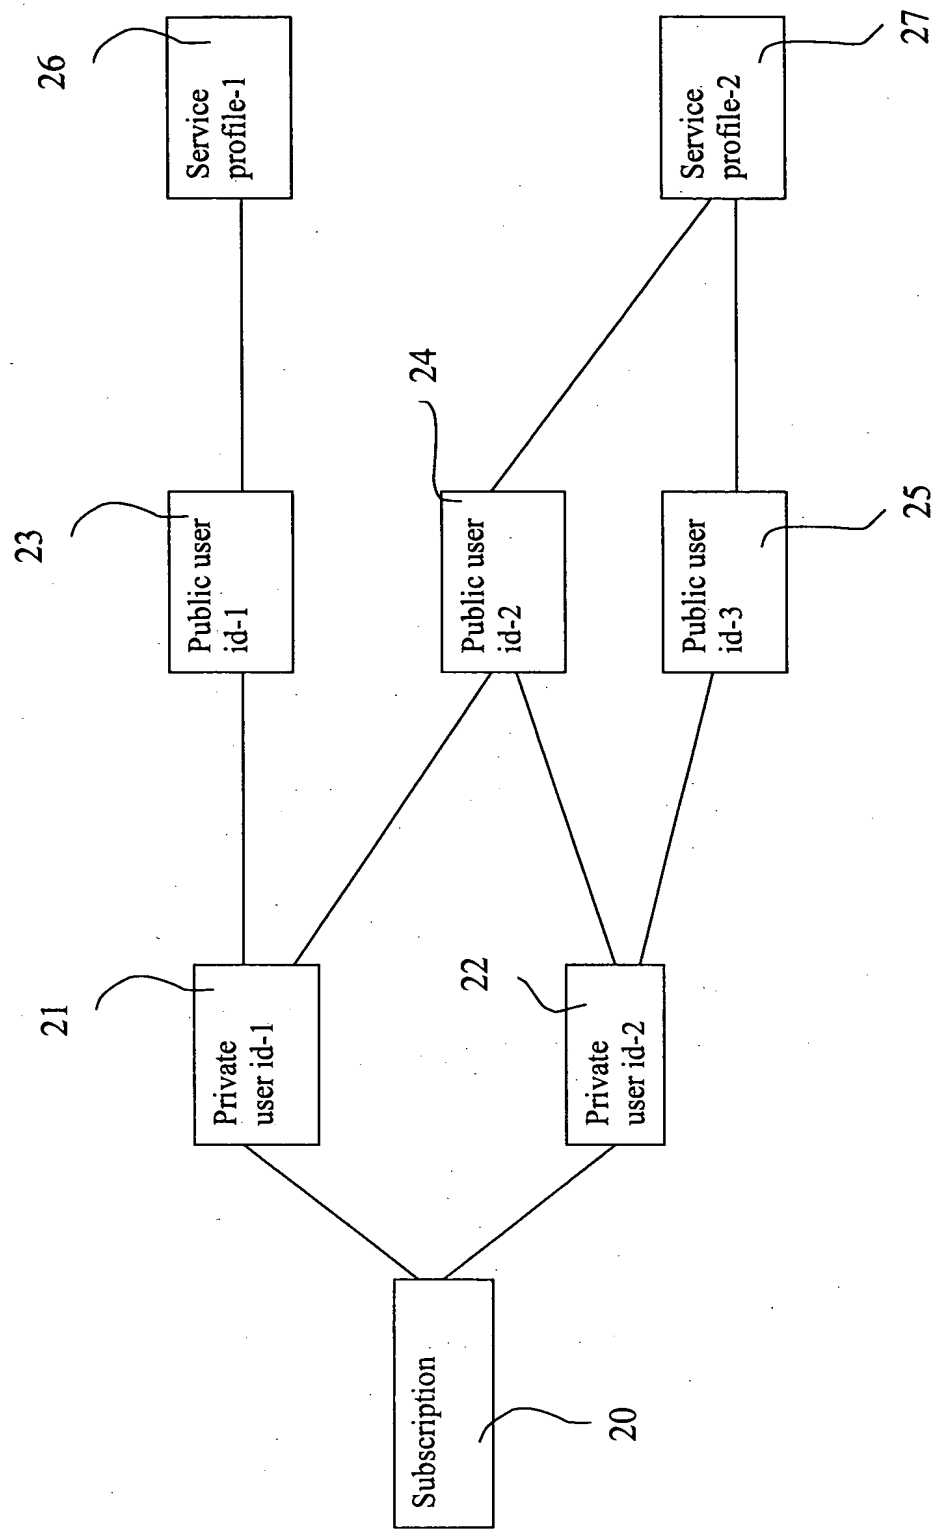 Subscription
20
21
Private
user id-1
22
Private
user id-2
23
Public user
id-1
24
Public user
id-2
Public user
id-3
25
26
Service
profile-1
Service
profile-2
27